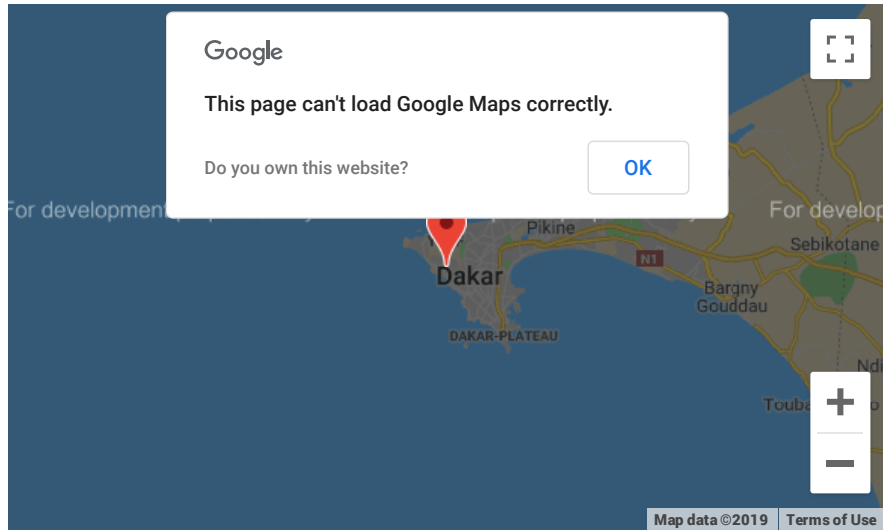 Google
This page can't load Google Maps correctly.
Do you own this website?
OK
For development
For develop
Pikine
Sebikotane
N1
Dakar
Bargny
Gouddau
DAKAR-PLATEAU
Ndi
Touba
Map data ©2019
Terms of Use